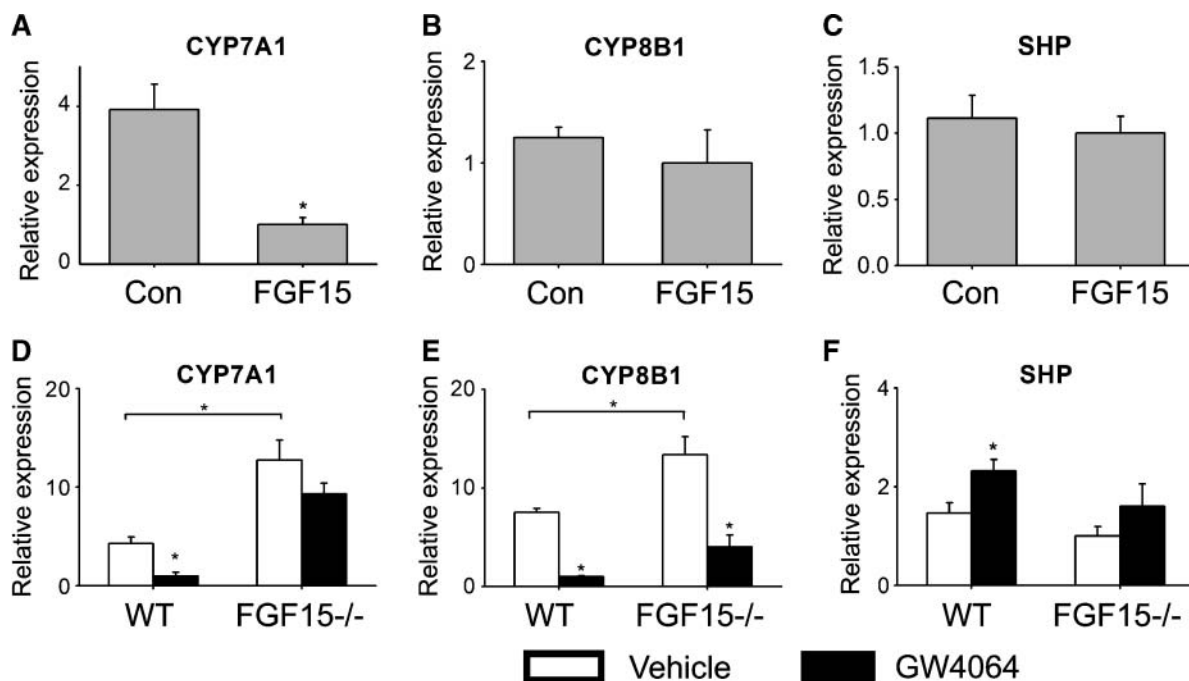 A
CYP7A1
Relative expression
4
2
0
*
Con FGF15
B
CYP8B1
Relative expression
2
1
0
Con FGF15
C
SHP
Relative expression
1.5
1.0
0.5
0.0
Con FGF15
D
CYP7A1
Relative expression
20
10
0
*
*
WT FGF15-/-
E
CYP8B1
Relative expression
20
10
0
*
*
*
WT FGF15-/-
F
SHP
Relative expression
4
2
0
*
WT FGF15-/-
Vehicle GW4064